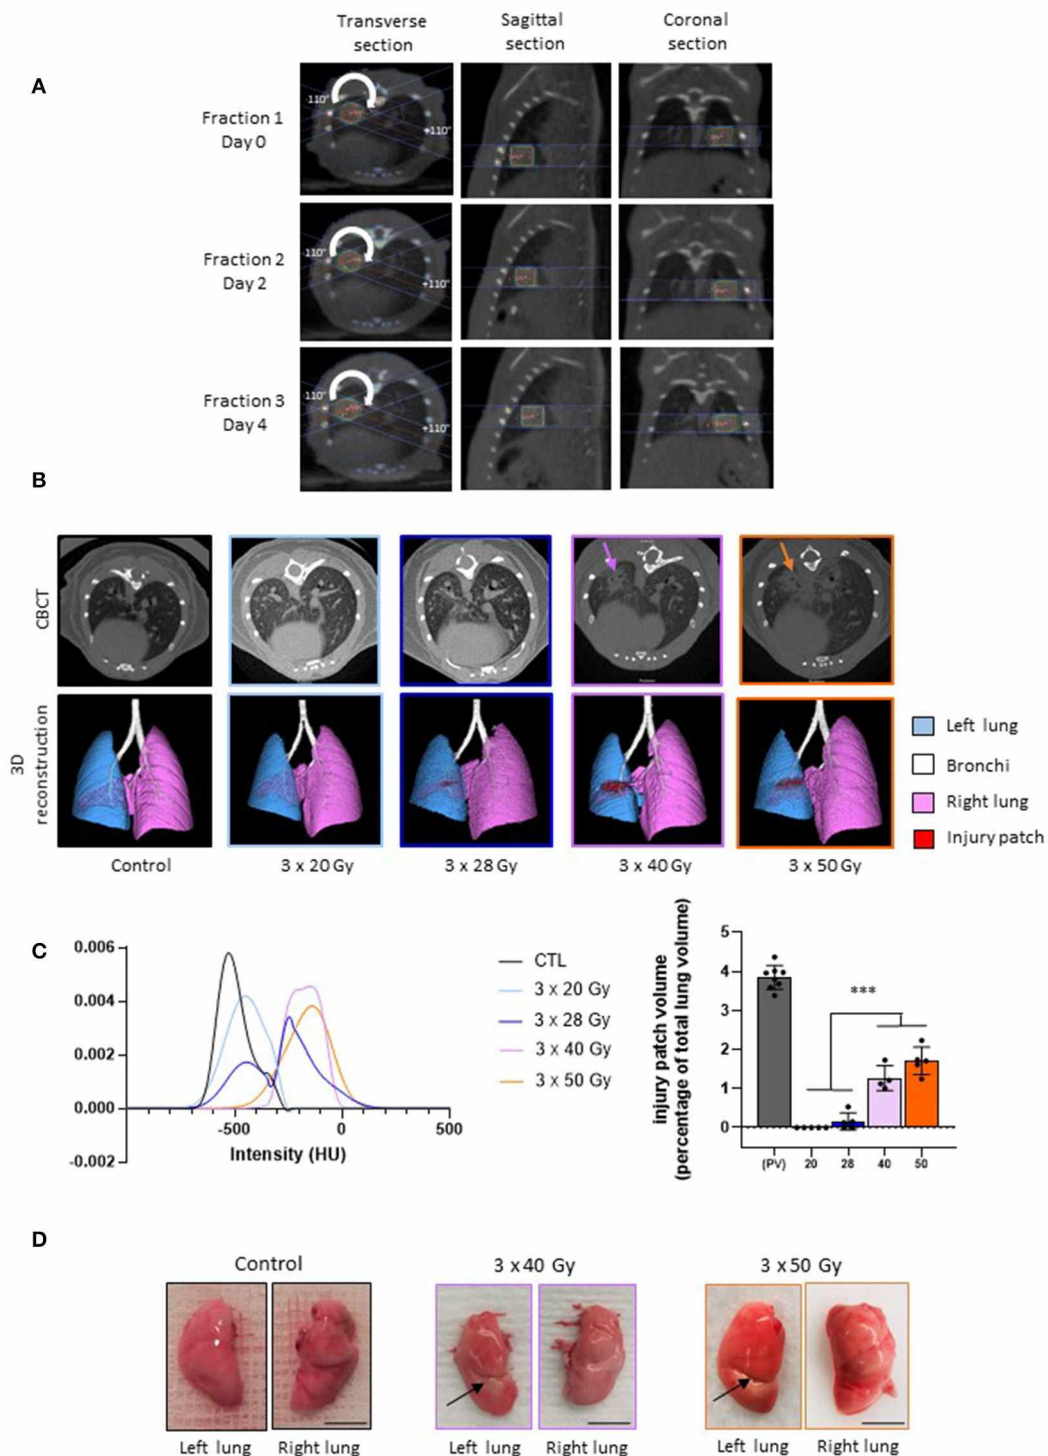 Transverse section
Sagittal section
Coronal section
A
Fraction 1
Day 0
-110°
+110°
Fraction 2
Day 2
-110°
+110°
Fraction 3
Day 4
-110°
+110°
B
CBCT
3D reconstruction
Left lung
Bronchi
Right lung
Injury patch
Control
3 x 20 Gy
3 x 28 Gy
3 x 40 Gy
3 x 50 Gy
C
0.006
0.004
0.002
0.000
-0.002
-500
0
500
Intensity (HU)
CTL
3 x 20 Gy
3 x 28 Gy
3 x 40 Gy
3 x 50 Gy
injury patch volume
(percentage of total lung volume)
5
4
3
2
1
0
***
(PV)
20
28
40
50
D
Control
3 x 40 Gy
3 x 50 Gy
Left lung
Right lung
Left lung
Right lung
Left lung
Right lung